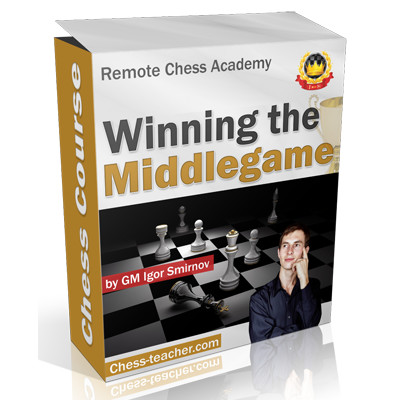 Remote Chess Academy
Winning the
Middlegame
by GM Igor Smirnov
Chess-teacher.com
Chess Course